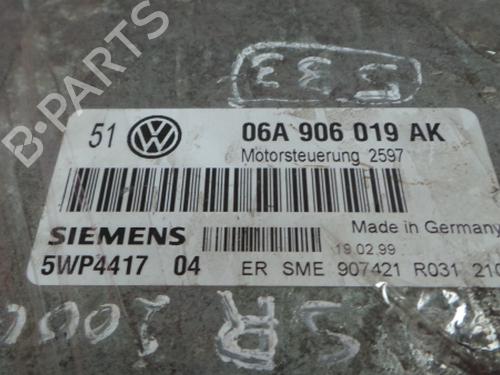 B-PARTS
533
51 06A 906 019 AK
Motorsteuerung 2597
Made in Germany
SIEMENS 19.02.99
5WP4417 04 ER SME 907421 R031 210